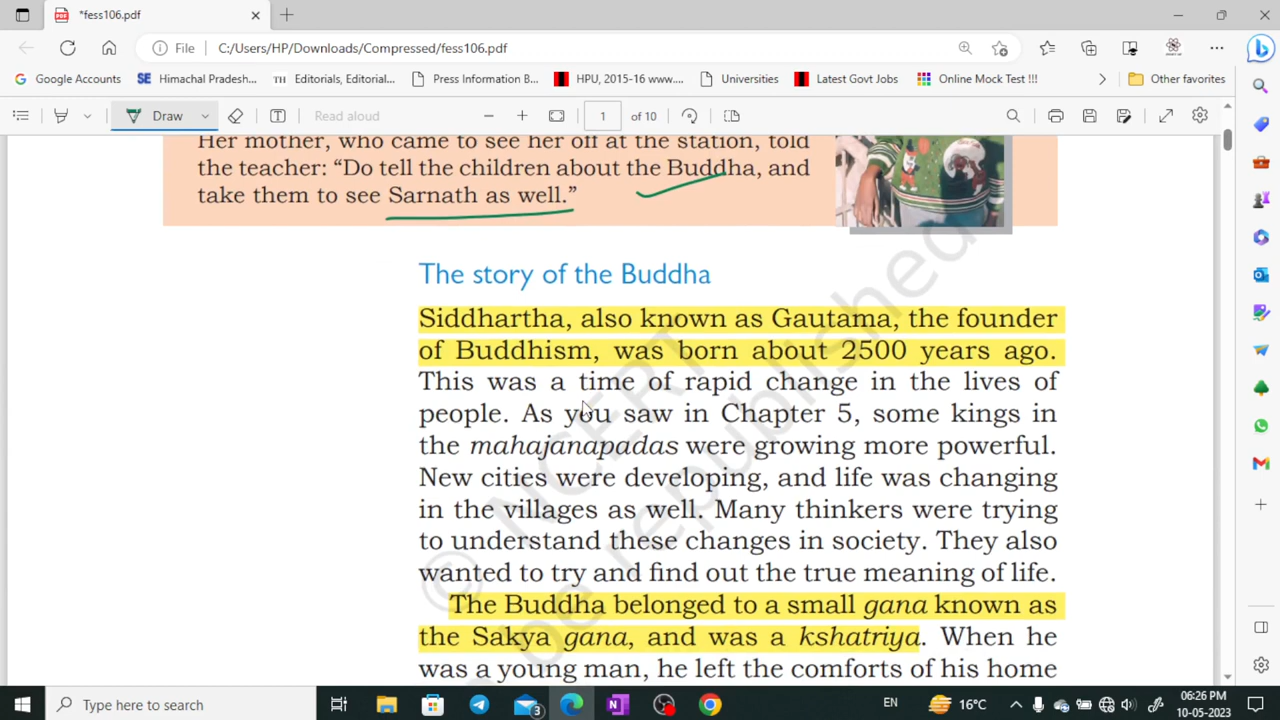 *fess106.pdf
File
C:/Users/HP/Downloads/Compressed/fess106.pdf
Google Accounts
SE Himachal Pradesh...
TH Editorials, Editorial...
Press Information B...
HPU, 2015-16 www....
Universities
Latest Govt Jobs
Online Mock Test !!!
Other favorites
Draw
Read aloud
1 of 10
Her mother, who came to see her off at the station, told
the teacher: “Do tell the children about the Buddha, and
take them to see Sarnath as well.”
The story of the Buddha
Siddhartha, also known as Gautama, the founder
of Buddhism, was born about 2500 years ago.
This was a time of rapid change in the lives of
people. As you saw in Chapter 5, some kings in
the mahajanapadas were growing more powerful.
New cities were developing, and life was changing
in the villages as well. Many thinkers were trying
to understand these changes in society. They also
wanted to try and find out the true meaning of life.
The Buddha belonged to a small gana known as
the Sakya gana, and was a kshatriya. When he
was a young man, he left the comforts of his home
© NCERT
be republished
Type here to search
3
16°C
EN
06:26 PM
10-05-2023